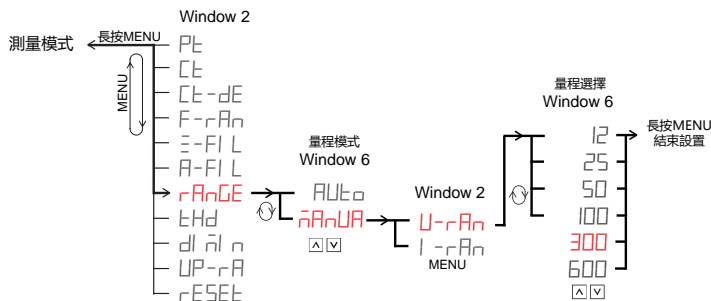 Window 2
測量模式
長按MENU
MENU
Pt
Ct
Ct-dE
F-rAn
Ξ-FIL
A-FIL
rAnGE
tHd
dI n̄I n
UP-rA
rESEt
量程模式
Window 6
AUto
n̄AnUA
Window 2
U-rAn
I-rAn
MENU
量程選擇
Window 6
12
25
50
100
300
600
長按MENU
結束設置